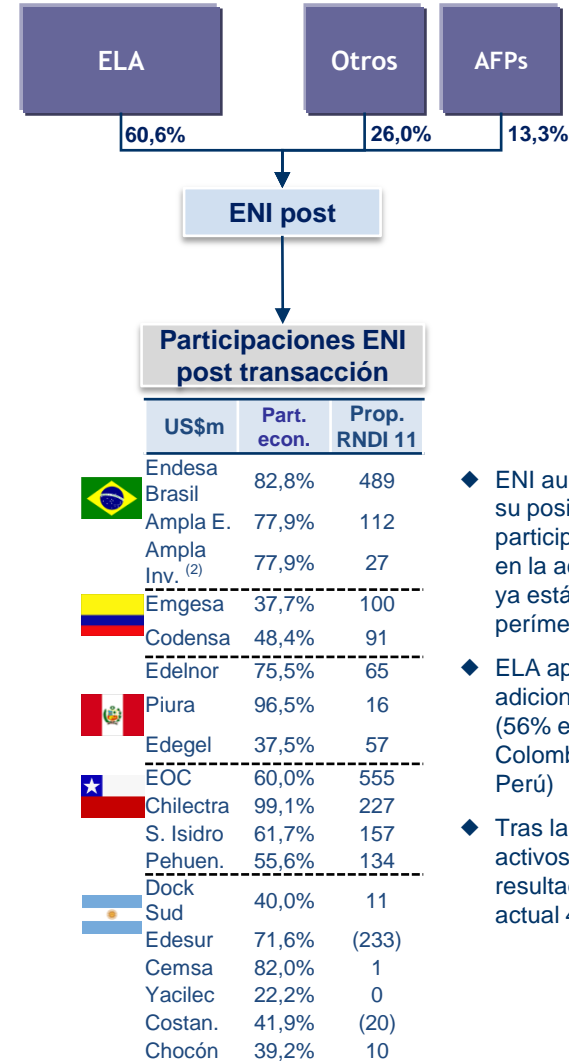 ELA
Otros
AFPs
60,6%
26,0%
13,3%
ENI post
Participaciones ENI
post transacción
US$m Part. econ. Prop. RNDI 11
Endesa Brasil 82,8% 489
Ampla E. 77,9% 112
Ampla Inv. (2) 77,9% 27
Emgesa 37,7% 100
Codensa 48,4% 91
Edelnor 75,5% 65
Piura 96,5% 16
Edegel 37,5% 57
EOC 60,0% 555
Chilectra 99,1% 227
S. Isidro 61,7% 157
Pehuen. 55,6% 134
Dock Sud 40,0% 11
Edesur 71,6% (233)
Cemsa 82,0% 1
Yacilec 22,2% 0
Costan. 41,9% (20)
Chocón 39,2% 10
◆ ENI au
su posi
particip
en la a
ya está
períme
◆ ELA ap
adicion
(56% e
Colomb
Perú)
◆ Tras la
activos
resulta
actual 4